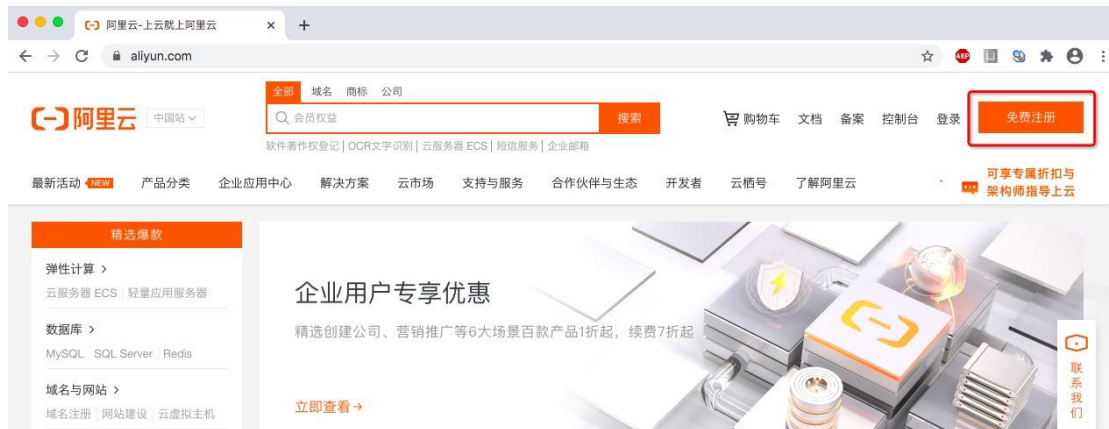 阿里云-上云就上阿里云
aliyun.com
ABP
全部 域名 商标 公司
阿里云 中国站
会员权益 搜索
购物车 文档 备案 控制台 登录 免费注册
软件著作权登记 | OCR文字识别 | 云服务器 ECS | 短信服务 | 企业邮箱
最新活动 NEW 产品分类 企业应用中心 解决方案 云市场 支持与服务 合作伙伴与生态 开发者 云栖号 了解阿里云
可享专属折扣与
架构师指导上云
精选爆款
弹性计算 >
云服务器 ECS | 轻量应用服务器
数据库 >
MySQL | SQL Server | Redis
域名与网站 >
域名注册 | 网站建设 | 云虚拟主机
企业用户专享优惠
精选创建公司、营销推广等6大场景百款产品1折起，续费7折起
立即查看→
联系我们